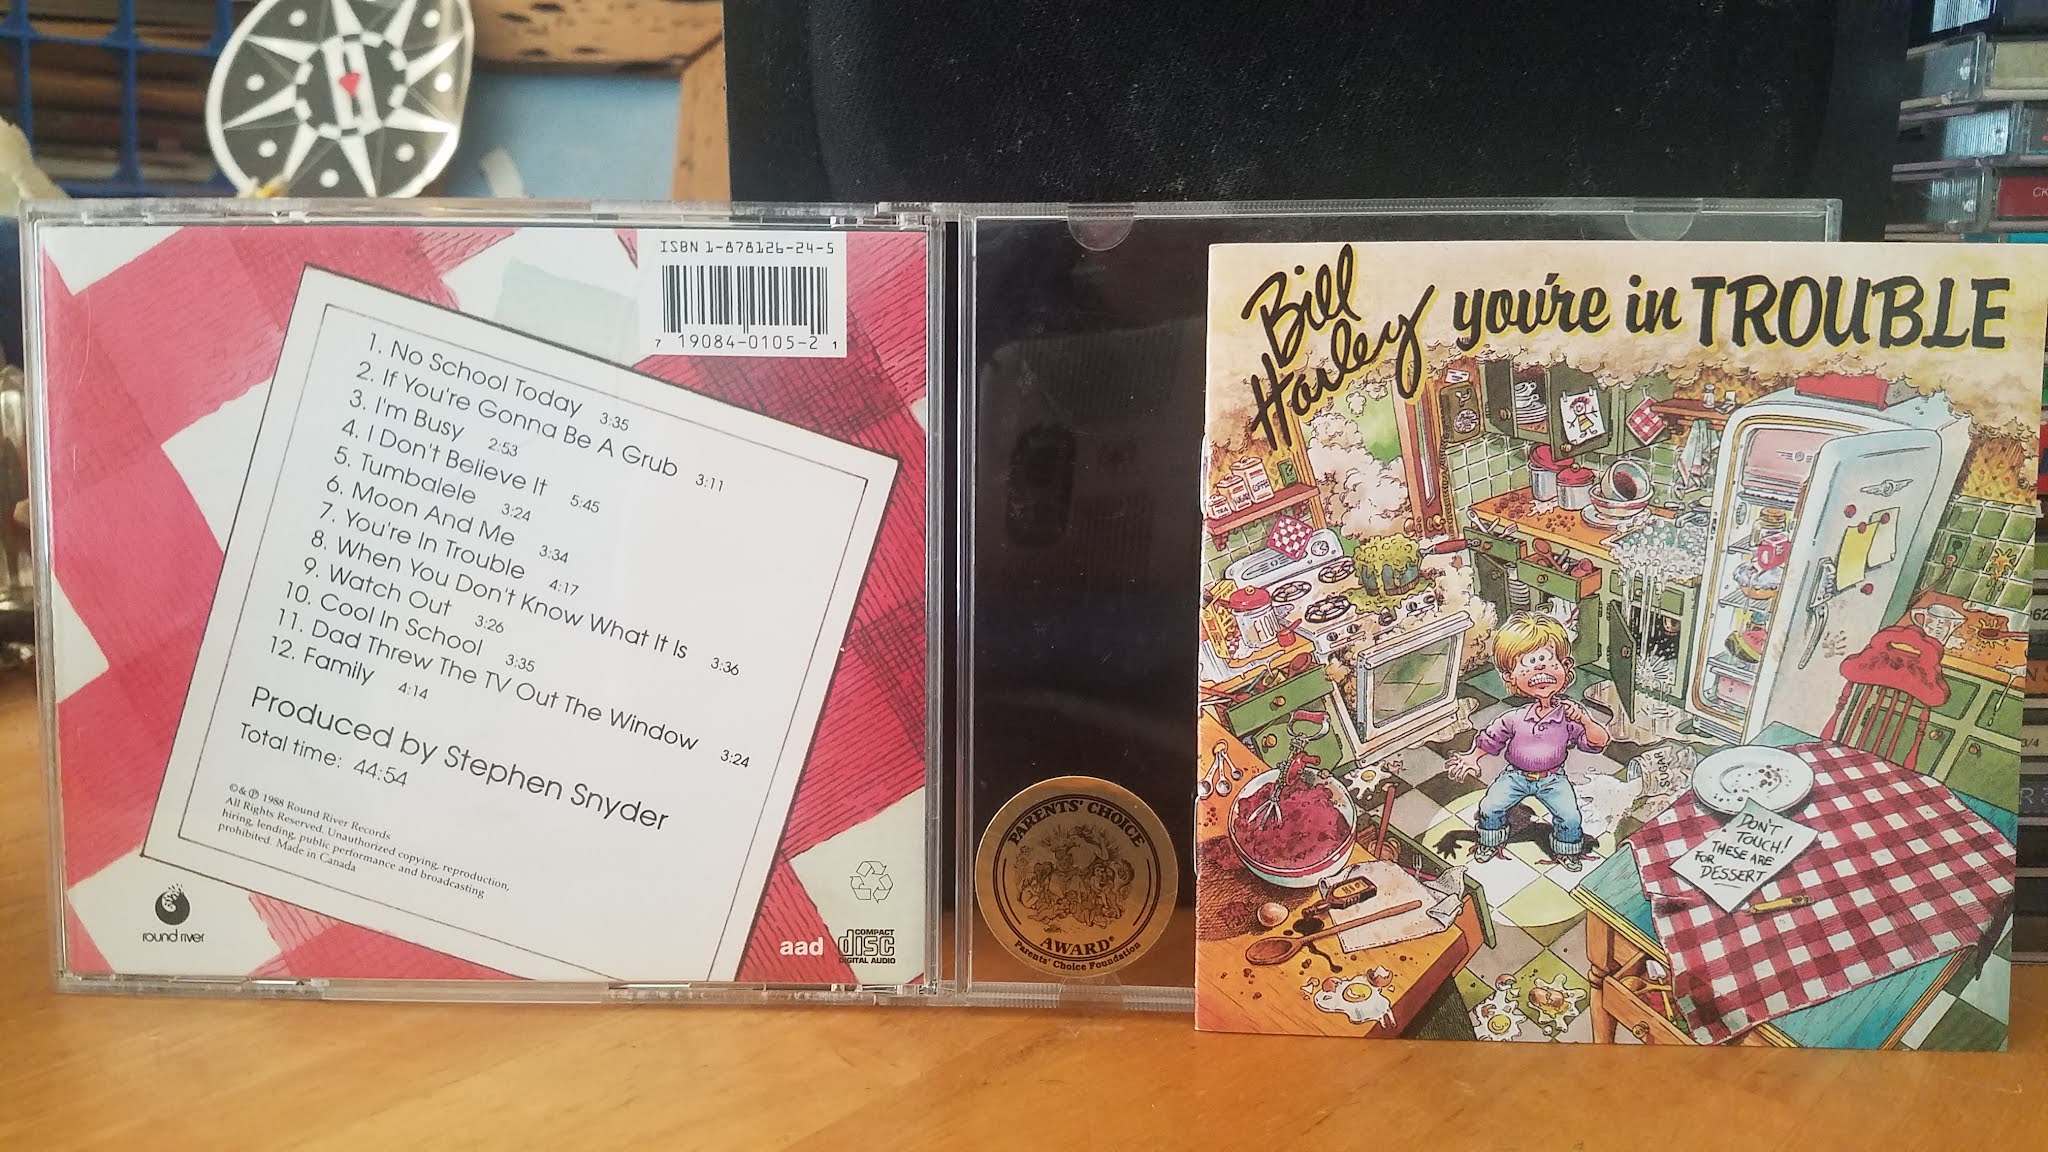 ISBN 1-878126-24-5
7 19084-0105-2 1
1. No School Today 3:35
2. If You're Gonna Be A Grub 3:11
3. I'm Busy 2:53
4. I Don't Believe It 5:45
5. Tumbalele 3:24
6. Moon And Me 3:34
7. You're In Trouble 4:17
8. When You Don't Know What It Is 3:36
9. Watch Out 3:26
10. Cool In School 3:35
11. Dad Threw The TV Out The Window 3:24
12. Family 4:14
Produced by Stephen Snyder
Total time: 44:54
©& ℗ 1988 Round River Records
All Rights Reserved. Unauthorized copying, reproduction,
hiring, lending, public performance and broadcasting
prohibited. Made in Canada
round river
aad
COMPACT
disc
DIGITAL AUDIO
PARENTS' CHOICE
AWARD®
Parents' Choice Foundation
Bill
Harley
you're in TROUBLE
SUGAR
DON'T
TOUCH!
THESE ARE
FOR
DESSERT